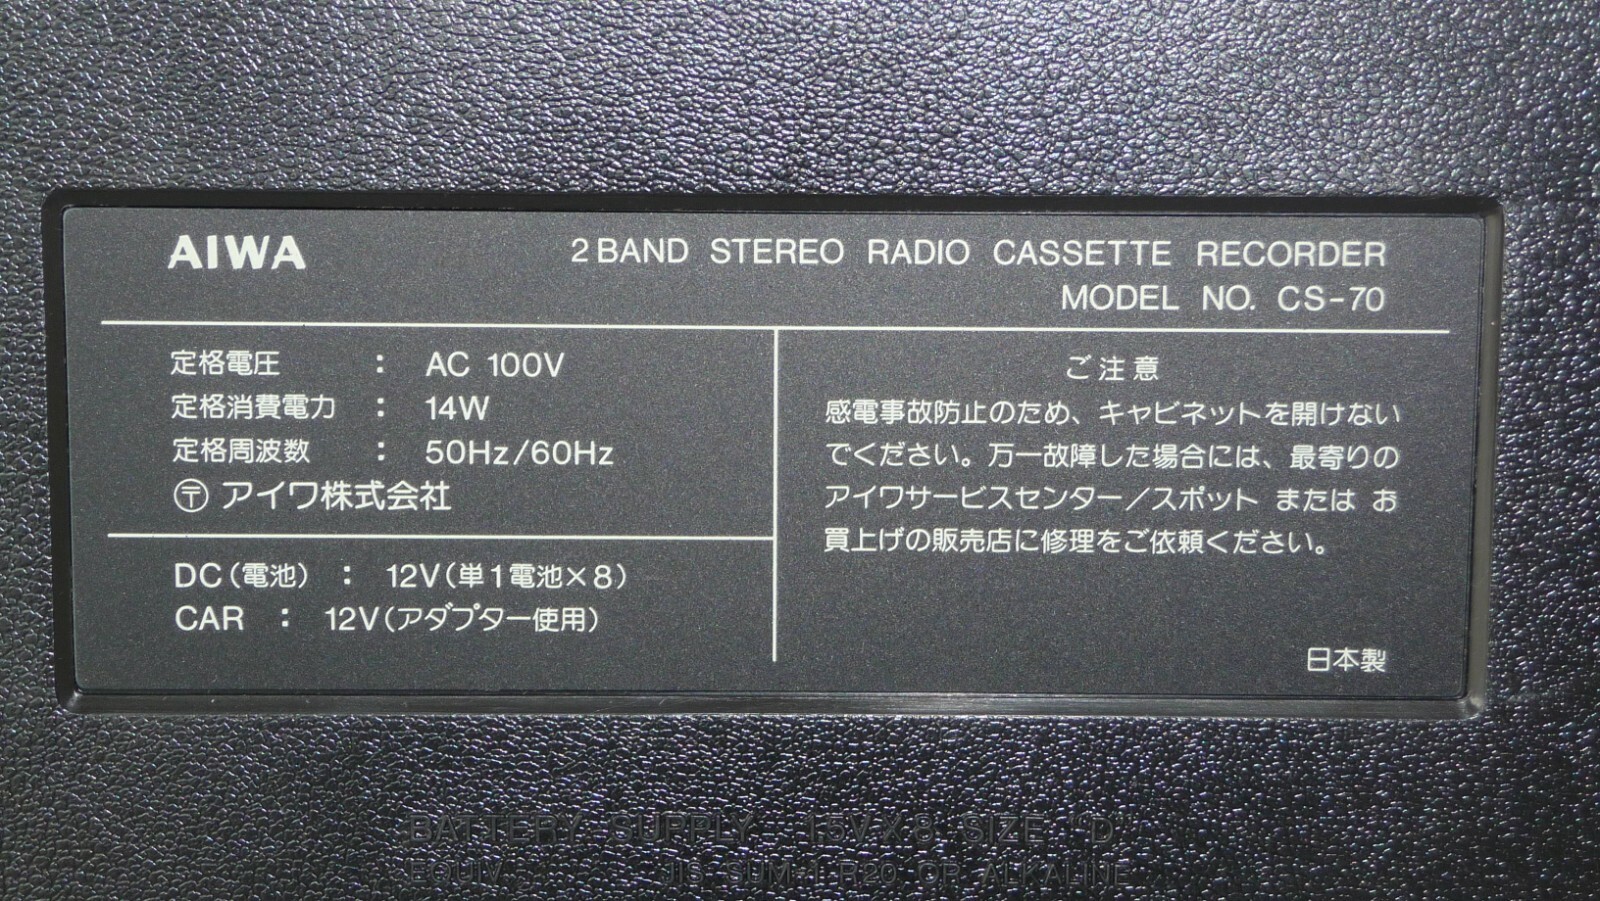 AIWA
2 BAND STEREO RADIO CASSETTE RECORDER
MODEL NO. CS-70
定格電圧 : AC 100V
定格消費電力 : 14W
定格周波数 : 50Hz/60Hz
〶 アイワ株式会社
DC(電池) : 12V(単1電池×8)
CAR : 12V(アダプター使用)
ご注意
感電事故防止のため、キャビネットを開けない
でください。万一故障した場合には、最寄りの
アイワサービスセンター/スポット または お
買上げの販売店に修理をご依頼ください。
日本製
BATTERY SUPPLY 1.5V×8 SIZE "D"
EQUIV. JIS SUM-1 R20 OR ALKALINE